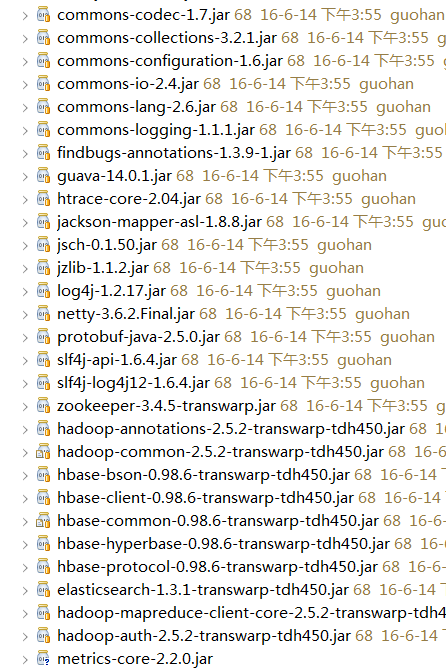 commons-codec-1.7.jar 68 16-6-14 下午3:55 guohan
commons-collections-3.2.1.jar 68 16-6-14 下午3:55 g
commons-configuration-1.6.jar 68 16-6-14 下午3:55
commons-io-2.4.jar 68 16-6-14 下午3:55 guohan
commons-lang-2.6.jar 68 16-6-14 下午3:55 guohan
commons-logging-1.1.1.jar 68 16-6-14 下午3:55 guo
findbugs-annotations-1.3.9-1.jar 68 16-6-14 下午3:55
guava-14.0.1.jar 68 16-6-14 下午3:55 guohan
htrace-core-2.04.jar 68 16-6-14 下午3:55 guohan
jackson-mapper-asl-1.8.8.jar 68 16-6-14 下午3:55 gu
jsch-0.1.50.jar 68 16-6-14 下午3:55 guohan
jzlib-1.1.2.jar 68 16-6-14 下午3:55 guohan
log4j-1.2.17.jar 68 16-6-14 下午3:55 guohan
netty-3.6.2.Final.jar 68 16-6-14 下午3:55 guohan
protobuf-java-2.5.0.jar 68 16-6-14 下午3:55 guohan
slf4j-api-1.6.4.jar 68 16-6-14 下午3:55 guohan
slf4j-log4j12-1.6.4.jar 68 16-6-14 下午3:55 guohan
zookeeper-3.4.5-transwarp.jar 68 16-6-14 下午3:55 g
hadoop-annotations-2.5.2-transwarp-tdh450.jar 68 1
hadoop-common-2.5.2-transwarp-tdh450.jar 68 16-6
hbase-bson-0.98.6-transwarp-tdh450.jar 68 16-6-14
hbase-client-0.98.6-transwarp-tdh450.jar 68 16-6-14
hbase-common-0.98.6-transwarp-tdh450.jar 68 16-6-
hbase-hyperbase-0.98.6-transwarp-tdh450.jar 68 16-
hbase-protocol-0.98.6-transwarp-tdh450.jar 68 16-6-
elasticsearch-1.3.1-transwarp-tdh450.jar 68 16-6-14
hadoop-mapreduce-client-core-2.5.2-transwarp-tdh4
hadoop-auth-2.5.2-transwarp-tdh450.jar 68 16-6-14
metrics-core-2.2.0.jar